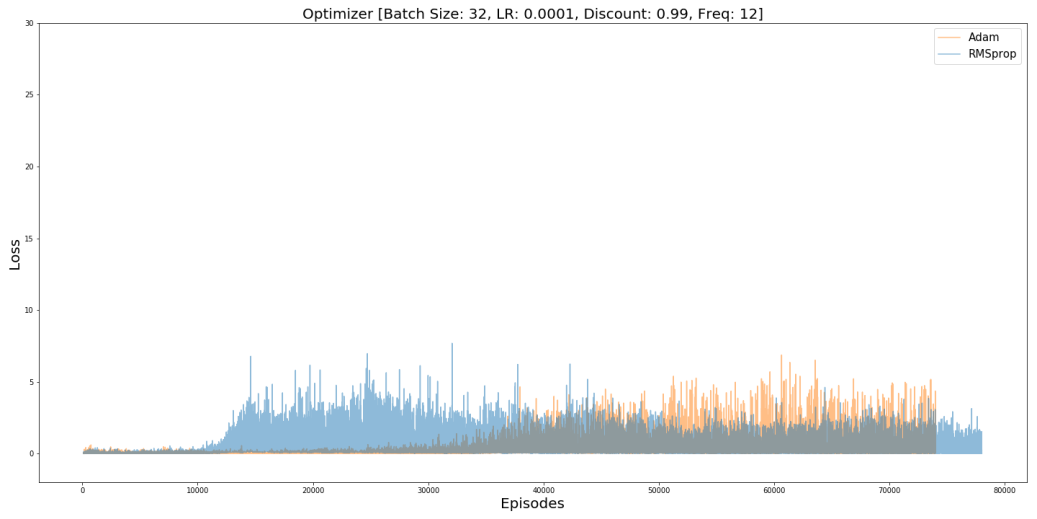 Optimizer [Batch Size: 32, LR: 0.0001, Discount: 0.99, Freq: 12]
Adam
RMSprop
30
25
20
15
10
5
0
Loss
0 10000 20000 30000 40000 50000 60000 70000 80000
Episodes